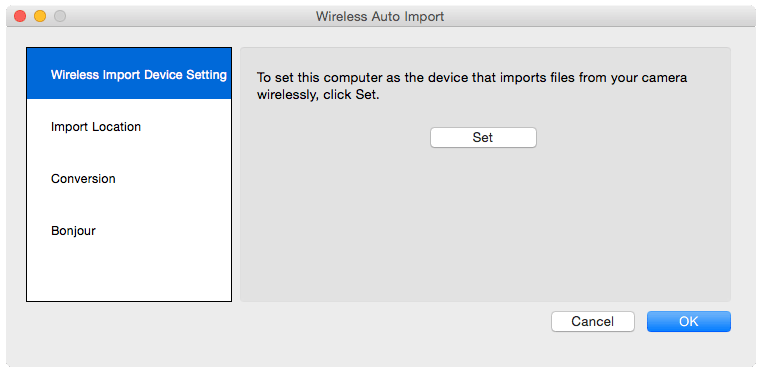 Wireless Auto Import
Wireless Import Device Setting
Import Location
Conversion
Bonjour
To set this computer as the device that imports files from your camera
wirelessly, click Set.
Set
Cancel
OK